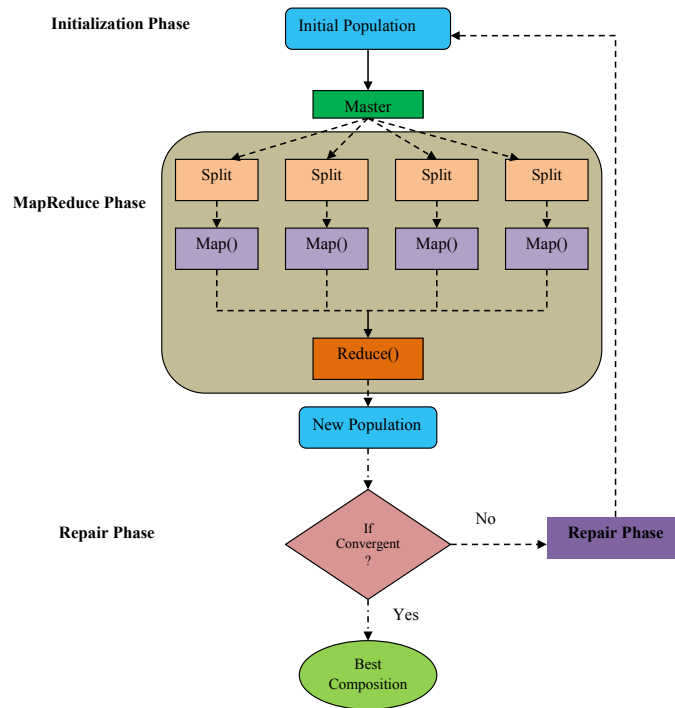 Initialization Phase
Initial Population
Master
Split Split Split Split
MapReduce Phase
Map() Map() Map() Map()
Reduce()
New Population
If
Convergent
?
No
Repair Phase
Repair Phase
Yes
Best
Composition